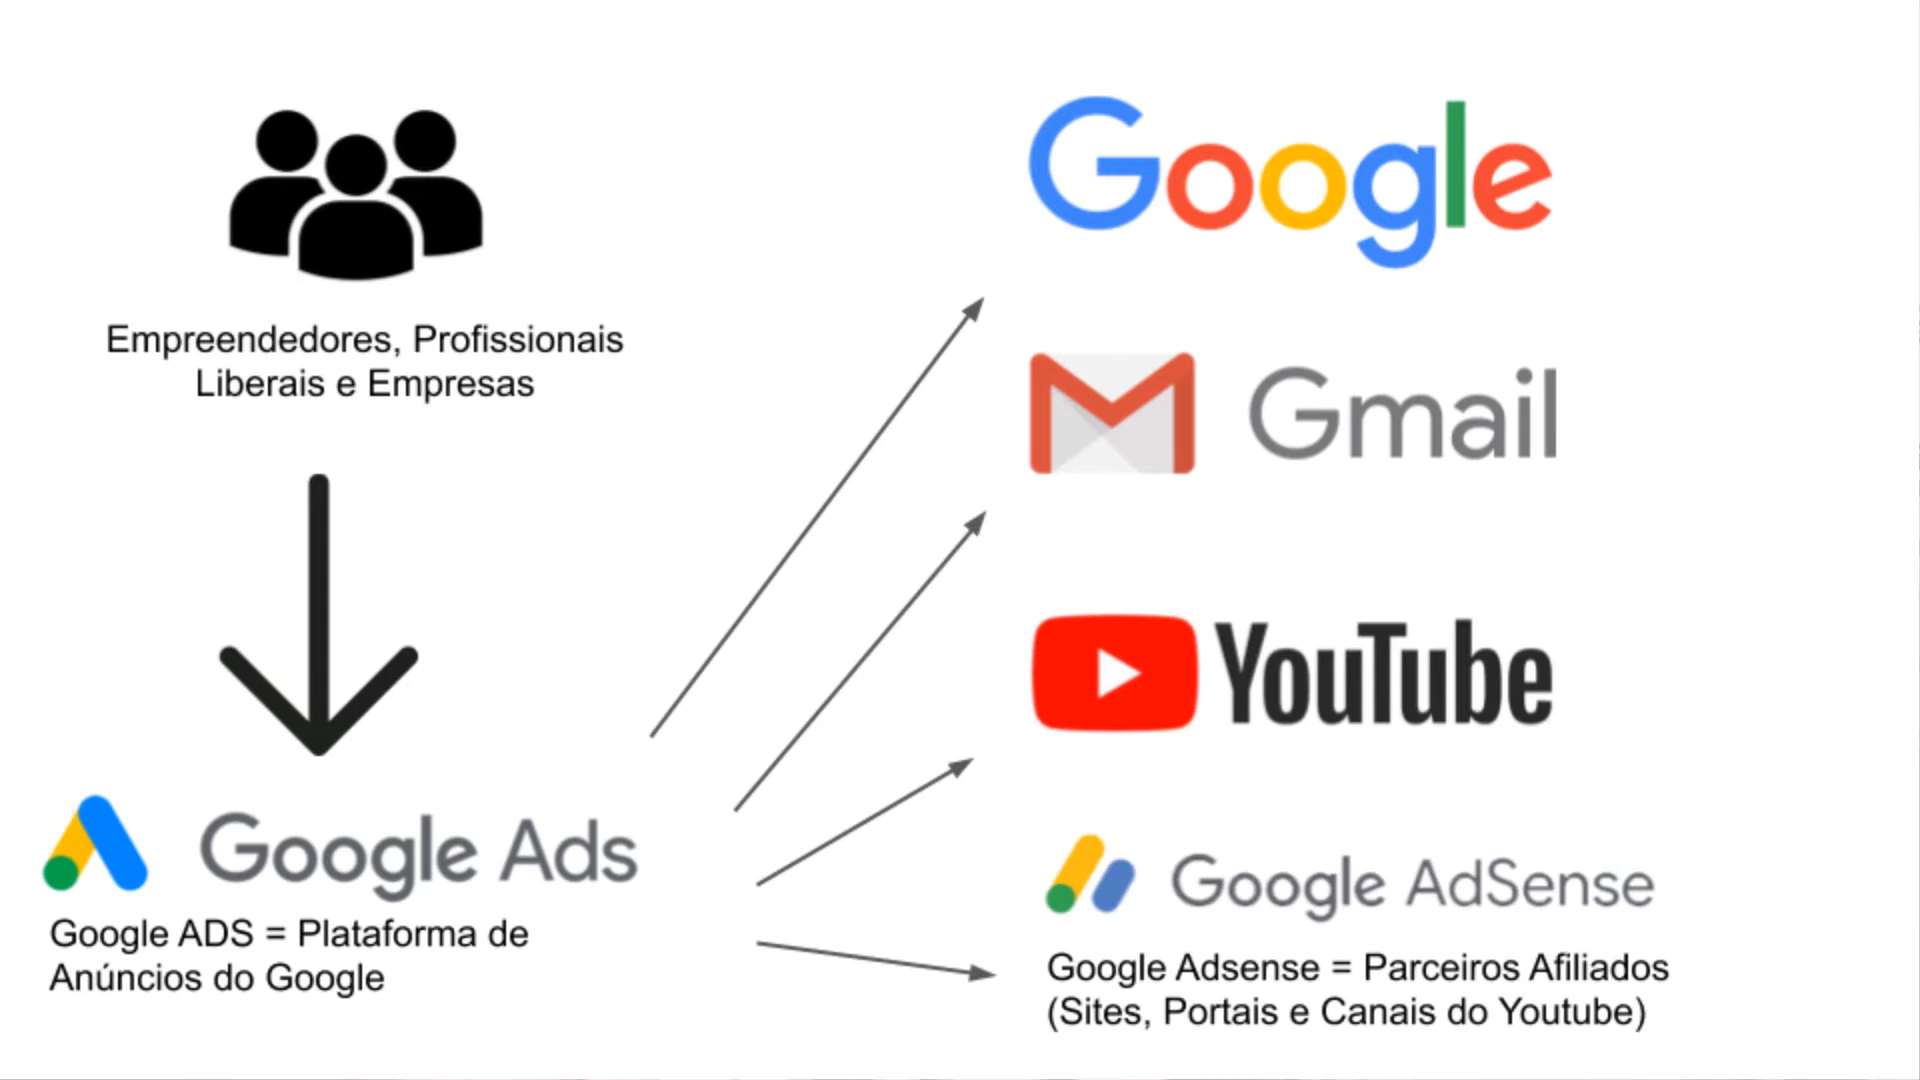 Empreendedores, Profissionais
Liberais e Empresas
Google Ads
Google ADS = Plataforma de
Anúncios do Google
Google
Gmail
YouTube
Google AdSense
Google Adsense = Parceiros Afiliados
(Sites, Portais e Canais do Youtube)